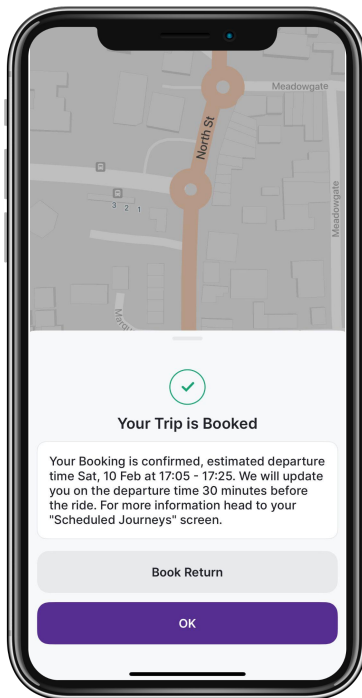 Meadowgate
North St
3 2 1
Meadowgate
Your Trip is Booked
Your Booking is confirmed, estimated departure
time Sat, 10 Feb at 17:05 - 17:25. We will update
you on the departure time 30 minutes before
the ride. For more information head to your
"Scheduled Journeys" screen.
Book Return
OK